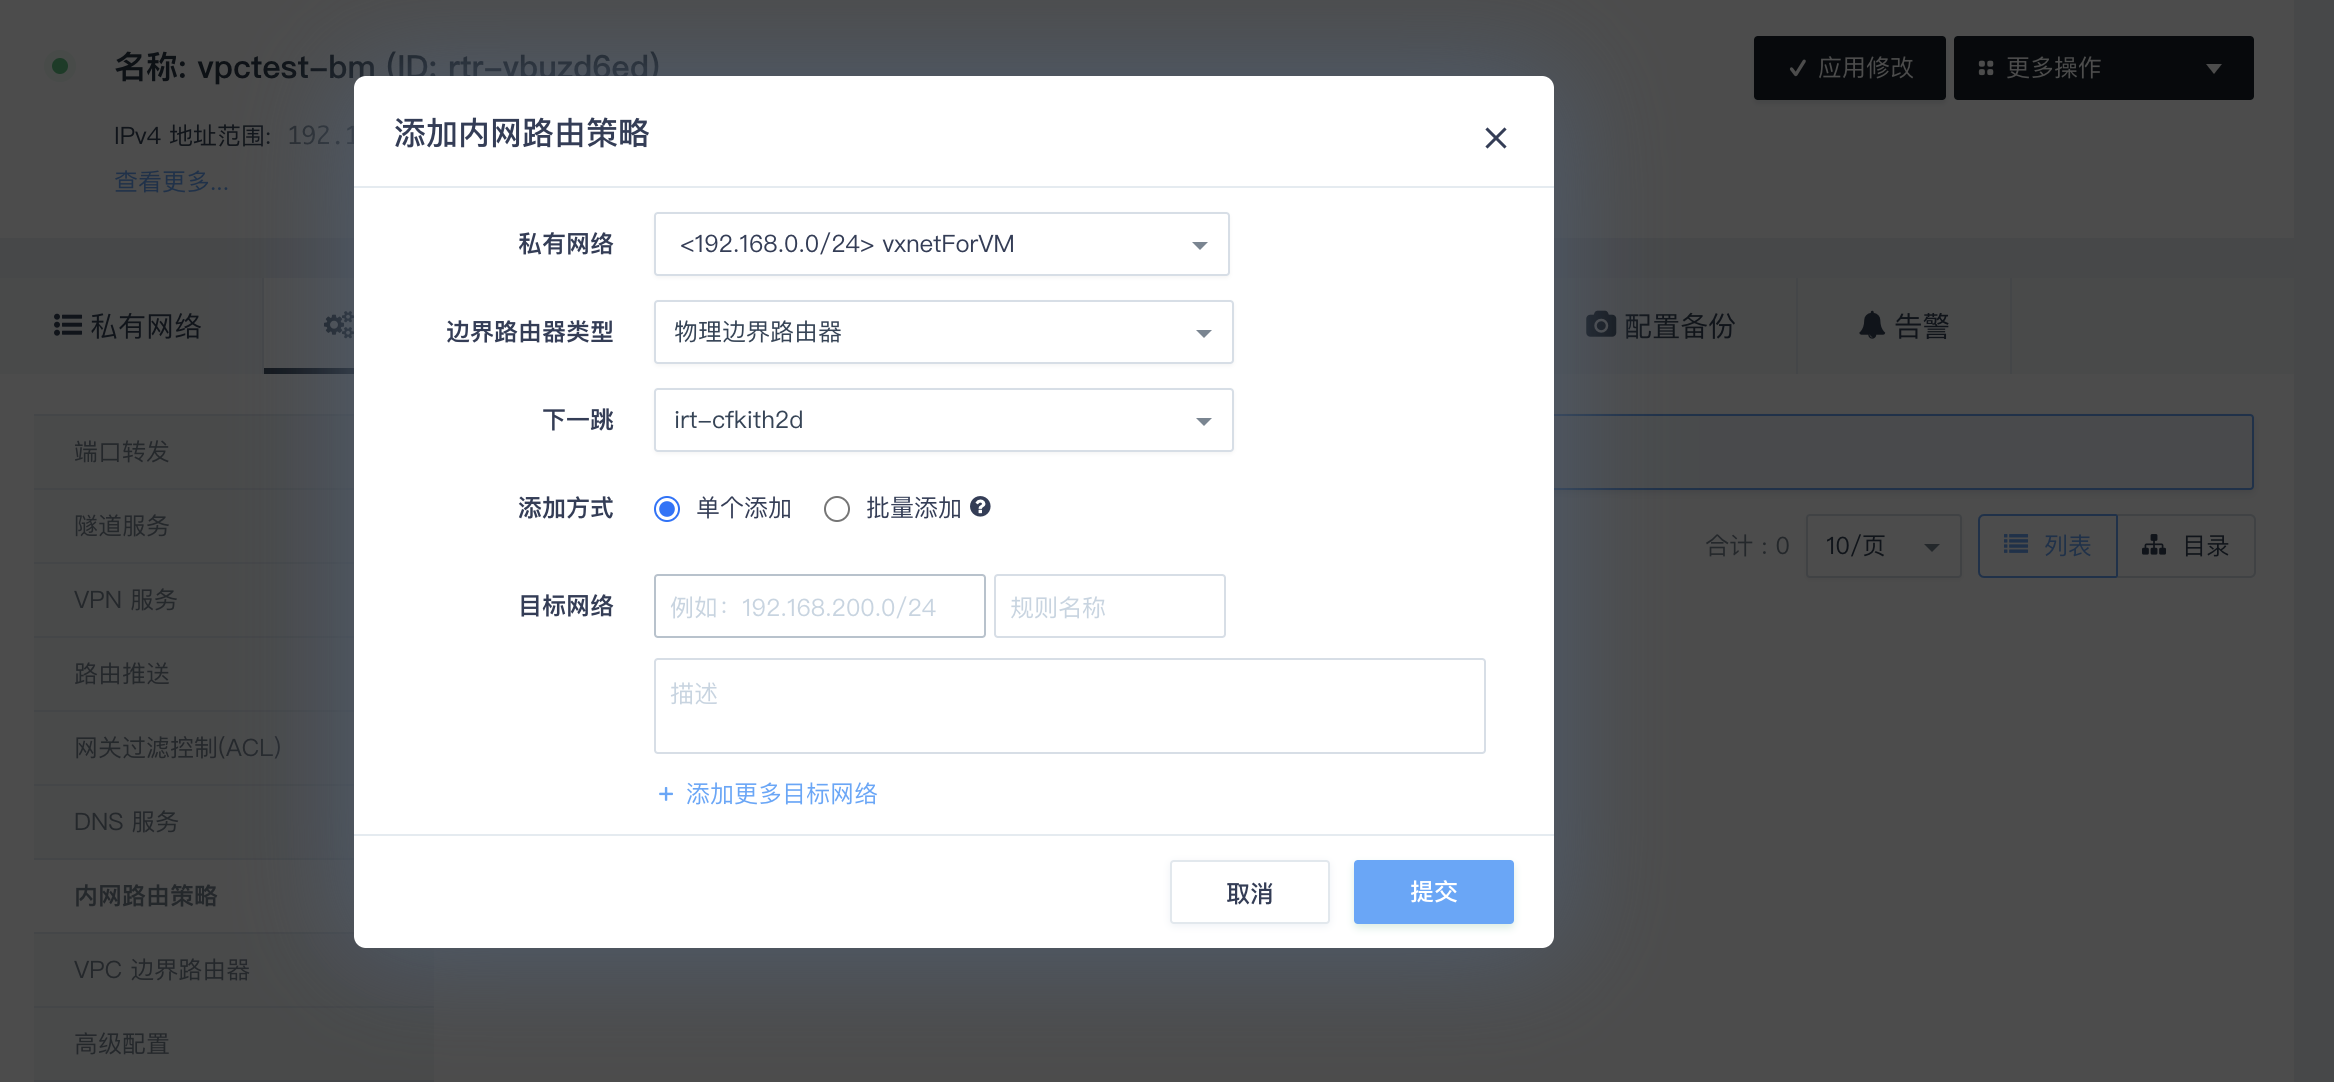 名称: vpctest-bm (ID: rtr-vbuzd6ed)
应用修改
更多操作
IPv4 地址范围: 192.1
查看更多...
添加内网路由策略
私有网络
配置备份
告警
私有网络
<192.168.0.0/24> vxnetForVM
边界路由器类型
物理边界路由器
下一跳
irt-cfkith2d
添加方式
单个添加
批量添加
目标网络
例如：192.168.200.0/24
规则名称
描述
+ 添加更多目标网络
取消
提交
合计：0
10/页
列表
目录
端口转发
隧道服务
VPN 服务
路由推送
网关过滤控制(ACL)
DNS 服务
内网路由策略
VPC 边界路由器
高级配置